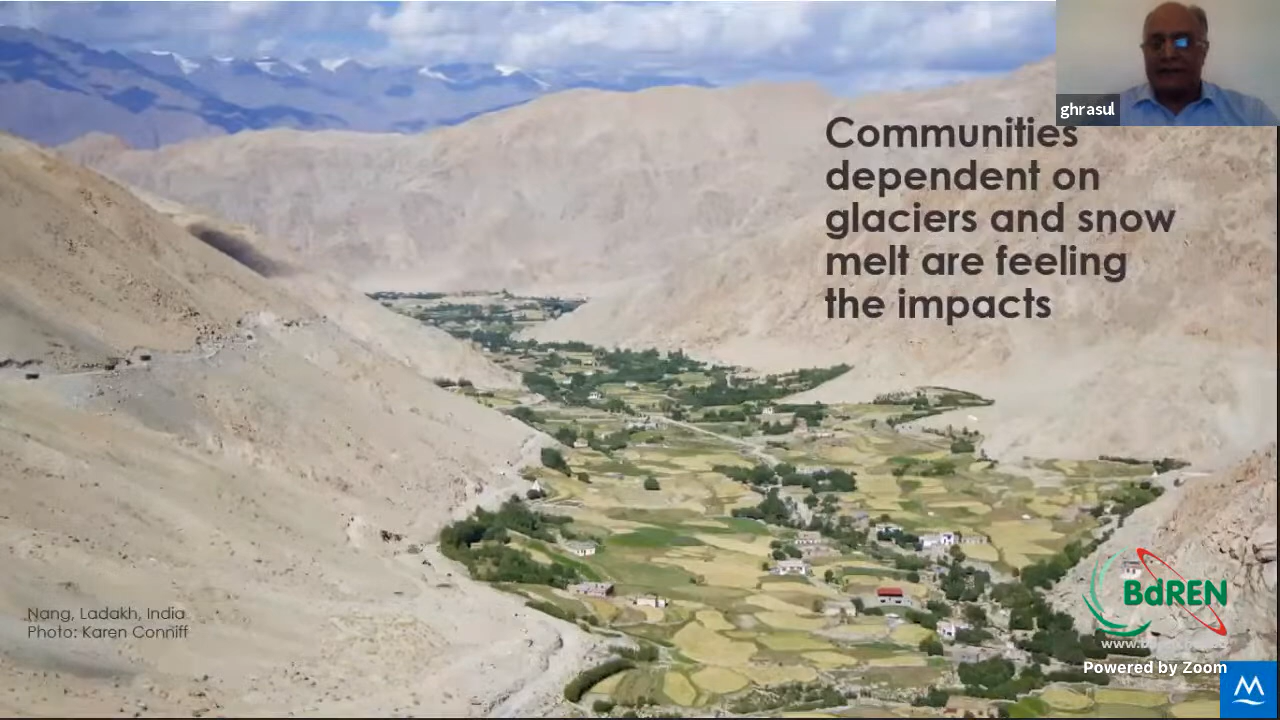 ghrasul
Communities
dependent on
glaciers and snow
melt are feeling
the impacts
Nang, Ladakh, India
Photo: Karen Conniff
BdREN
Powered by Zoom